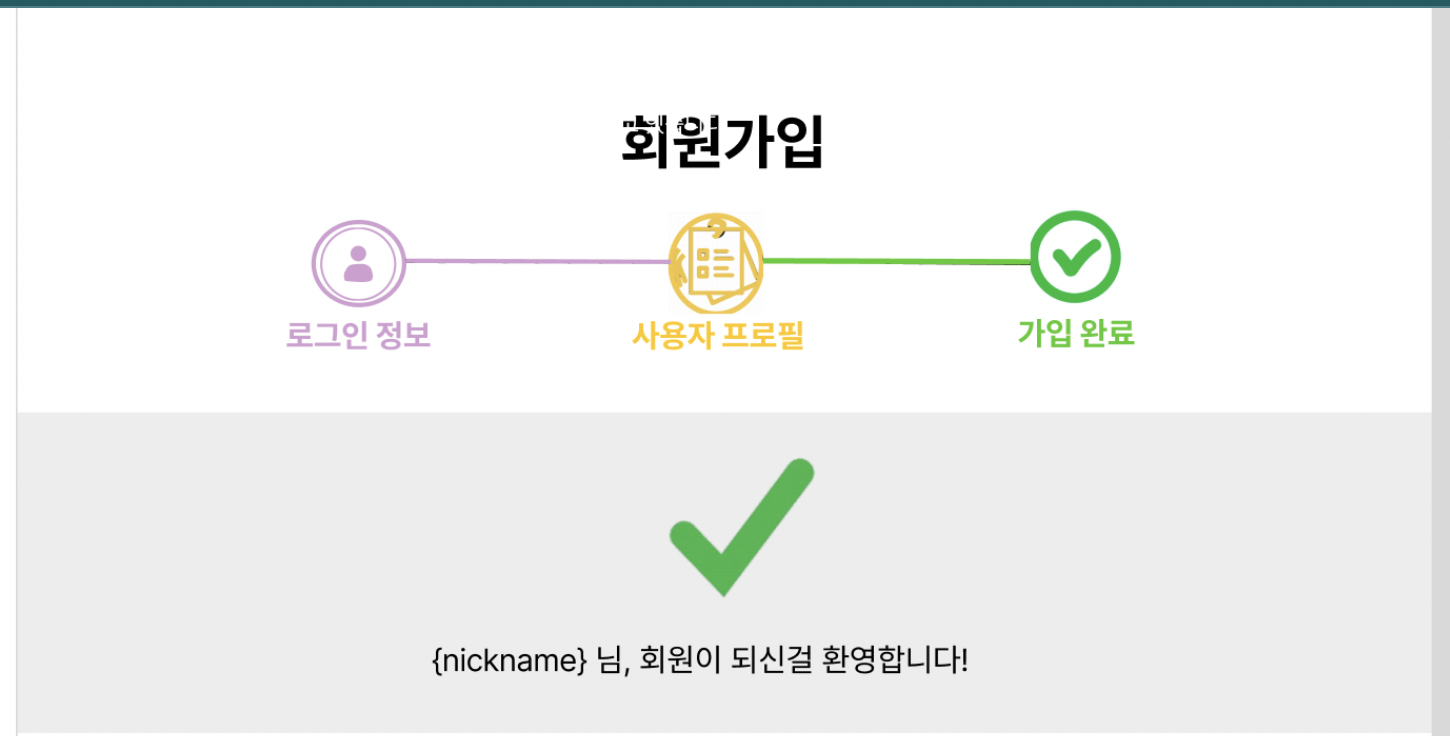 회원가입
로그인 정보
사용자 프로필
가입 완료
{nickname} 님, 회원이 되신걸 환영합니다!